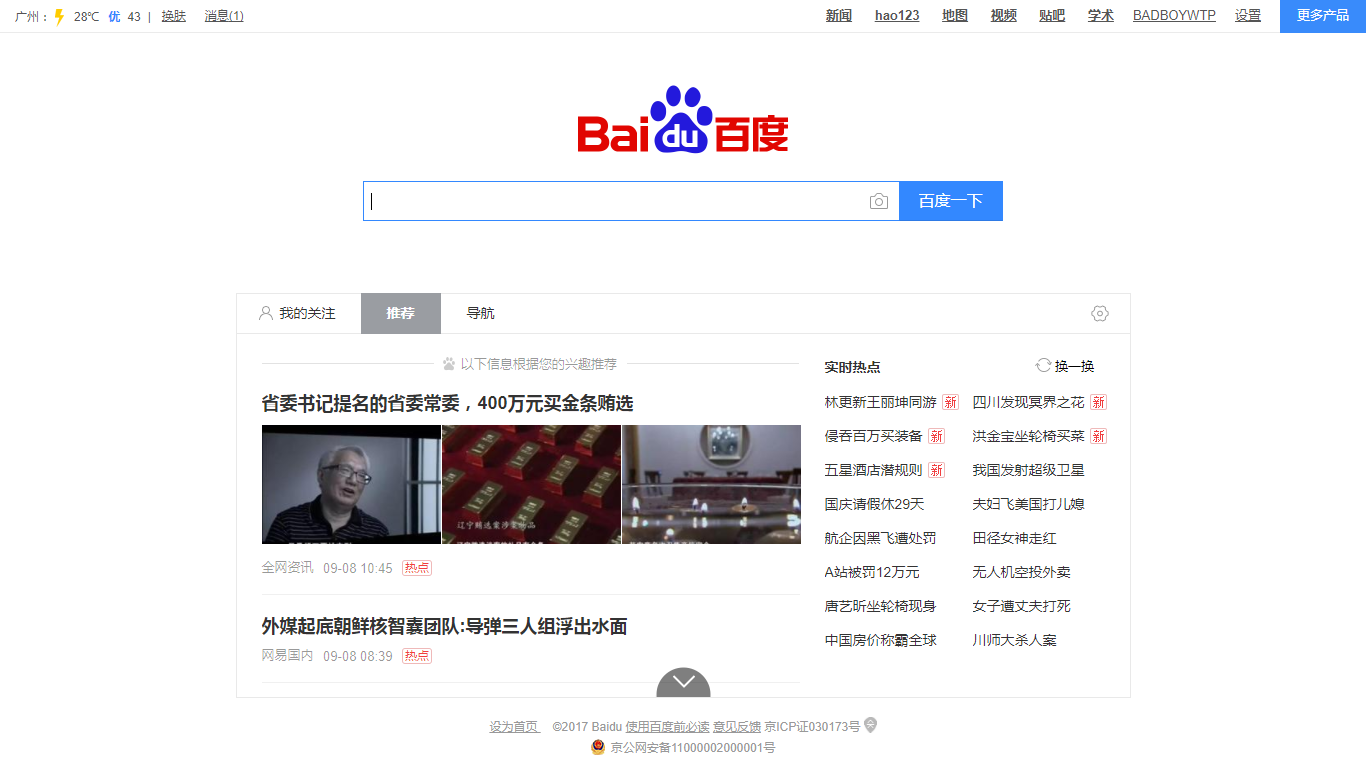 广州： 28℃ 优 43 | 换肤 消息(1) 新闻 hao123 地图 视频 贴吧 学术 BADBOYWTP 设置 更多产品
Bai du 百度
百度一下
我的关注 推荐 导航
以下信息根据您的兴趣推荐
省委书记提名的省委常委，400万元买金条贿选
辽宁贿选案涉案物品
全网资讯 09-08 10:45 热点
外媒起底朝鲜核智囊团队:导弹三人组浮出水面
网易国内 09-08 08:39 热点
实时热点 换一换
林更新王丽坤同游 新 四川发现冥界之花 新
侵吞百万买装备 新 洪金宝坐轮椅买菜 新
五星酒店潜规则 新 我国发射超级卫星
国庆请假休29天 夫妇飞美国打儿媳
航企因黑飞遭处罚 田径女神走红
A站被罚12万元 无人机空投外卖
唐艺昕坐轮椅现身 女子遭丈夫打死
中国房价称霸全球 川师大杀人案
设为首页 ©2017 Baidu 使用百度前必读 意见反馈 京ICP证030173号
京公网安备11000002000001号